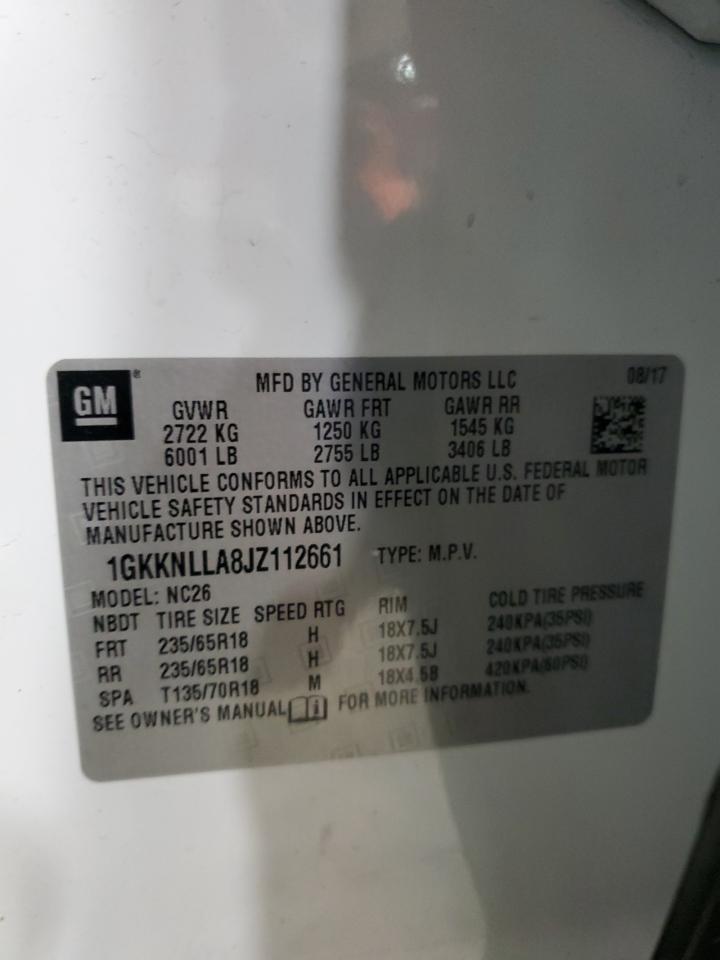 GM® MFD BY GENERAL MOTORS LLC 08/17
GVWR GAWR FRT GAWR RR
2722 KG 1250 KG 1545 KG
6001 LB 2755 LB 3406 LB
THIS VEHICLE CONFORMS TO ALL APPLICABLE U.S. FEDERAL MOTOR
VEHICLE SAFETY STANDARDS IN EFFECT ON THE DATE OF
MANUFACTURE SHOWN ABOVE.
1GKKNLLA8JZ112661 TYPE: M.P.V.
MODEL: NC26
NBDT TIRE SIZE SPEED RTG RIM COLD TIRE PRESSURE
FRT 235/65R18 H 18X7.5J 240KPA(35PSI)
RR 235/65R18 H 18X7.5J 240KPA(35PSI)
SPA T135/70R18 M 18X4.5B 420KPA(60PSI)
SEE OWNER'S MANUAL FOR MORE INFORMATION.